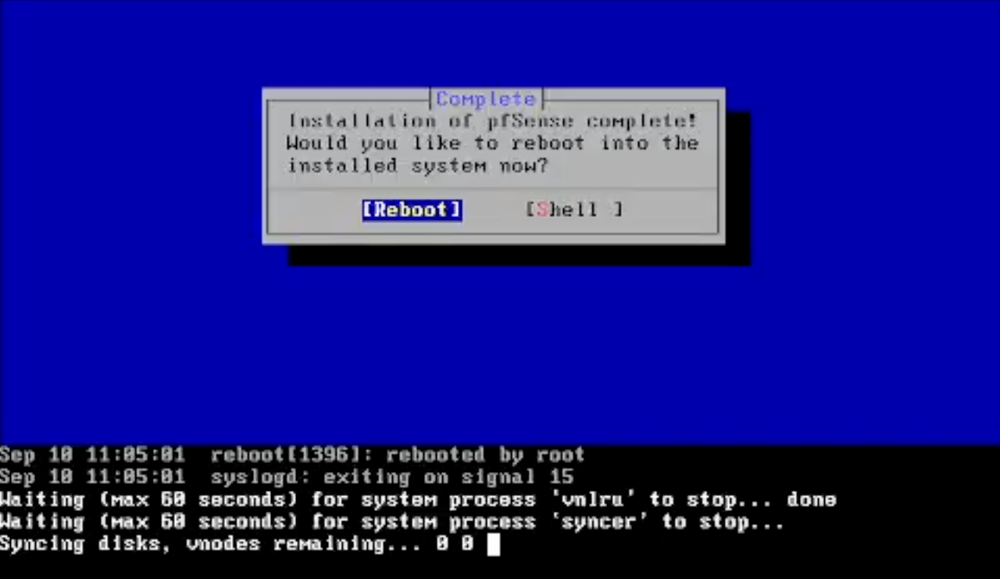 Complete
Installation of pfSense complete!
Would you like to reboot into the
installed system now?
[Reboot] [Shell ]
Sep 10 11:05:01 reboot[1396]: rebooted by root
Sep 10 11:05:01 syslogd: exiting on signal 15
Waiting (max 60 seconds) for system process `vnlru' to stop... done
Waiting (max 60 seconds) for system process `syncer' to stop...
Syncing disks, vnodes remaining... 0 0